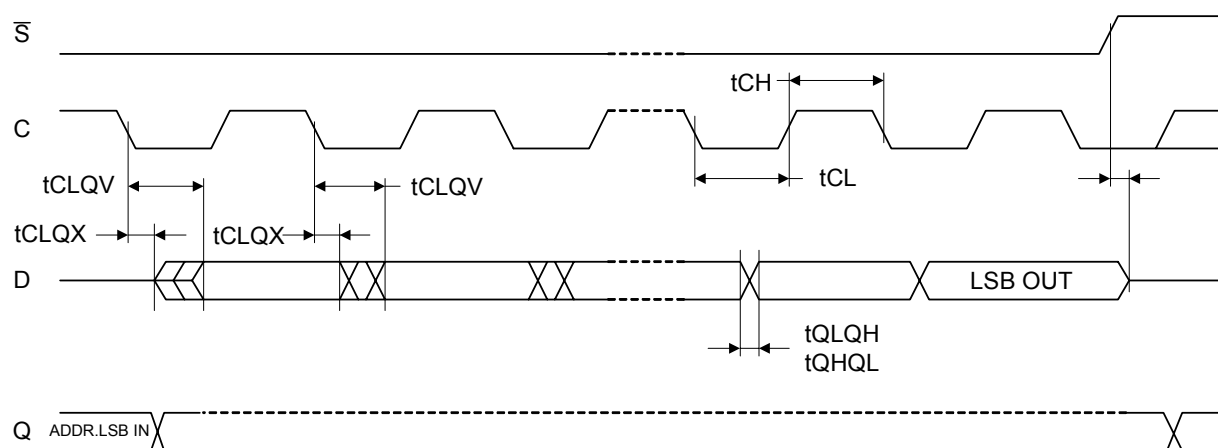 S
tCH
C
tCLQV
tCLQV
tCL
tCLQX
tCLQX
D
LSB OUT
tQLQH
tQHQL
Q
ADDR.LSB IN